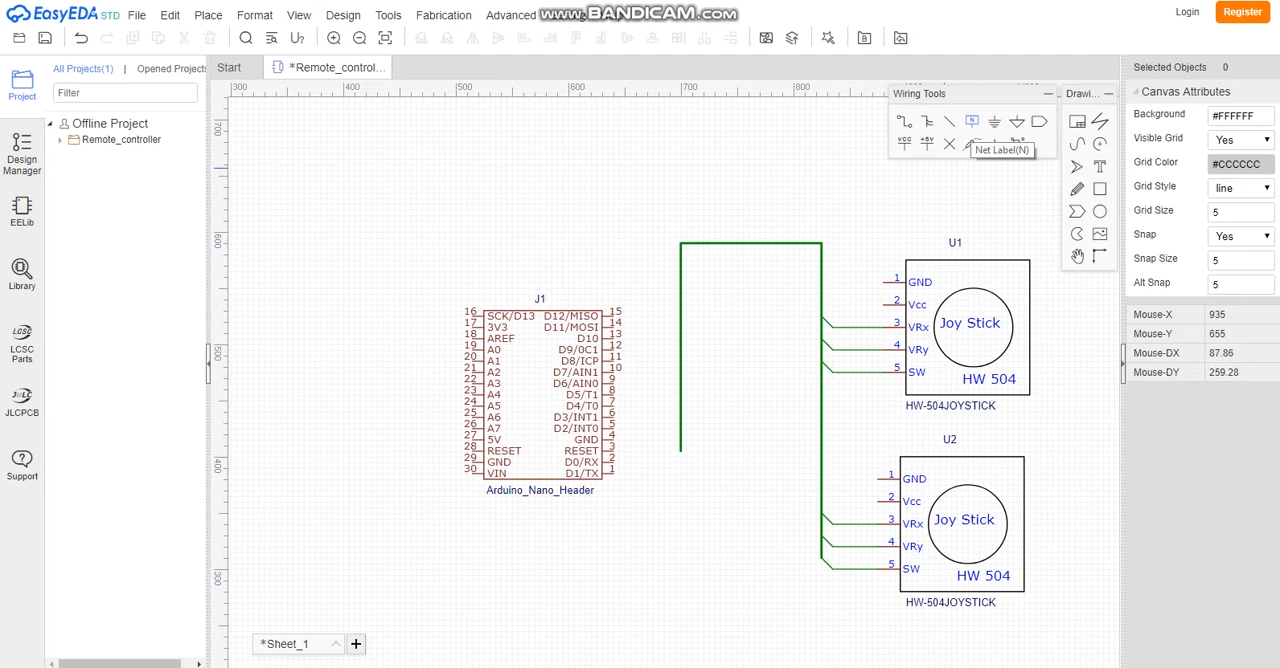 EasyEDA STD File Edit Place Format View Design Tools Fabrication Advanced
WWW.BANDICAM.COM
Login Register
All Projects(1) | Opened Projects
Start *Remote_control...
Project
Filter
Offline Project
Remote_controller
Design Manager
EELib
Library
LCSC Parts
JLCPCB
Support
300 400 500 600 700 800
700
600
500
400
300
Wiring Tools
N
VCC +5V
Net Label(N)
Drawi...
T
J1
16 SCK/D13 D12/MISO 15
17 3V3 D11/MOSI 14
18 AREF D10 13
19 A0 D9/0C1 12
20 A1 D8/ICP 11
21 A2 D7/AIN1 10
22 A3 D6/AIN0 9
23 A4 D5/T1 8
24 A5 D4/T0 7
25 A6 D3/INT1 6
26 A7 D2/INT0 5
27 5V GND 4
28 RESET RESET 3
29 GND D0/RX 2
30 VIN D1/TX 1
Arduino_Nano_Header
U1
1 GND
2 Vcc
3 VRx Joy Stick
4 VRy
5 SW
HW 504
HW-504JOYSTICK
U2
1 GND
2 Vcc
3 VRx Joy Stick
4 VRy
5 SW
HW 504
HW-504JOYSTICK
*Sheet_1
Selected Objects 0
Canvas Attributes
Background #FFFFFF
Visible Grid Yes
Grid Color #CCCCCC
Grid Style line
Grid Size 5
Snap Yes
Snap Size 5
Alt Snap 5
Mouse-X 935
Mouse-Y 655
Mouse-DX 87.86
Mouse-DY 259.28